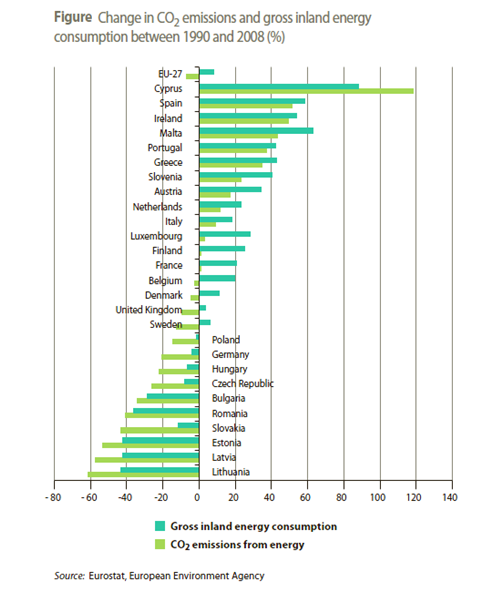 Figure Change in CO2 emissions and gross inland energy
consumption between 1990 and 2008 (%)
EU-27
Cyprus
Spain
Ireland
Malta
Portugal
Greece
Slovenia
Austria
Netherlands
Italy
Luxembourg
Finland
France
Belgium
Denmark
United Kingdom
Sweden
Poland
Germany
Hungary
Czech Republic
Bulgaria
Romania
Slovakia
Estonia
Latvia
Lithuania
- 80 - 60 -40 -20 0 20 40 60 80 100 120 140
Gross inland energy consumption
CO2 emissions from energy
Source: Eurostat, European Environment Agency